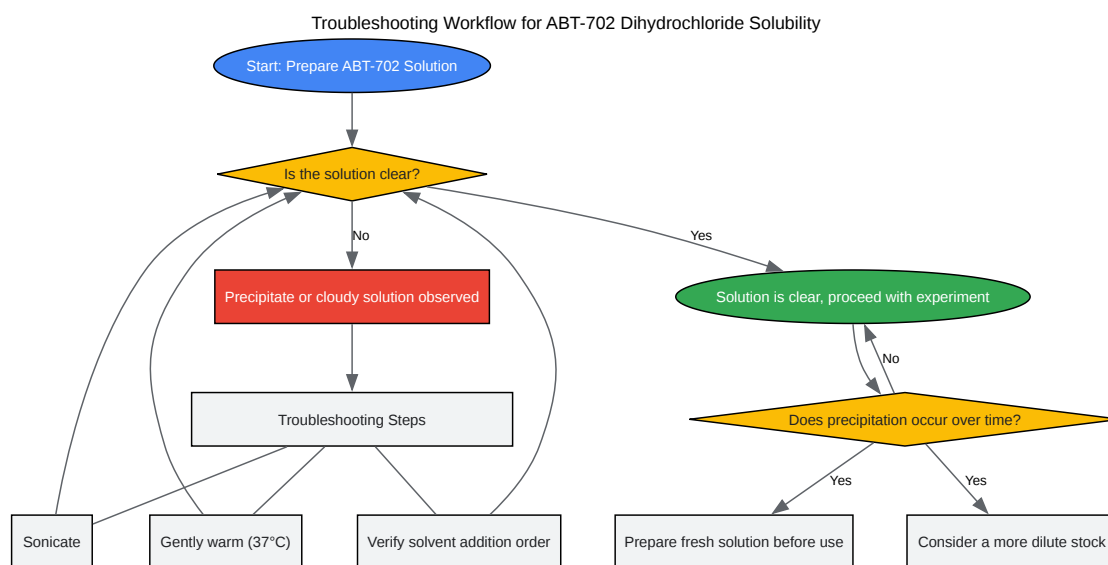 Troubleshooting Workflow for ABT-702 Dihydrochloride Solubility
Start: Prepare ABT-702 Solution
Is the solution clear?
No
Yes
Precipitate or cloudy solution observed
Solution is clear, proceed with experiment
No
Troubleshooting Steps
Does precipitation occur over time?
Yes
Yes
Sonicate
Gently warm (37°C)
Verify solvent addition order
Prepare fresh solution before use
Consider a more dilute stock